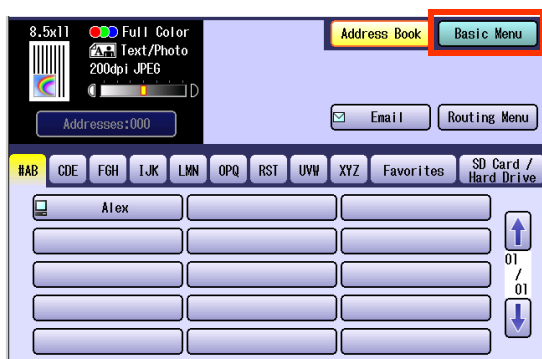 8.5x11 Full Color
A Text/Photo
200dpi JPEG
Addresses:000
Address Book
Basic Menu
Email
Routing Menu
#AB CDE FGH IJK LMN OPQ RST UVW XYZ Favorites SD Card /
Hard Drive
Alex
01
/
01